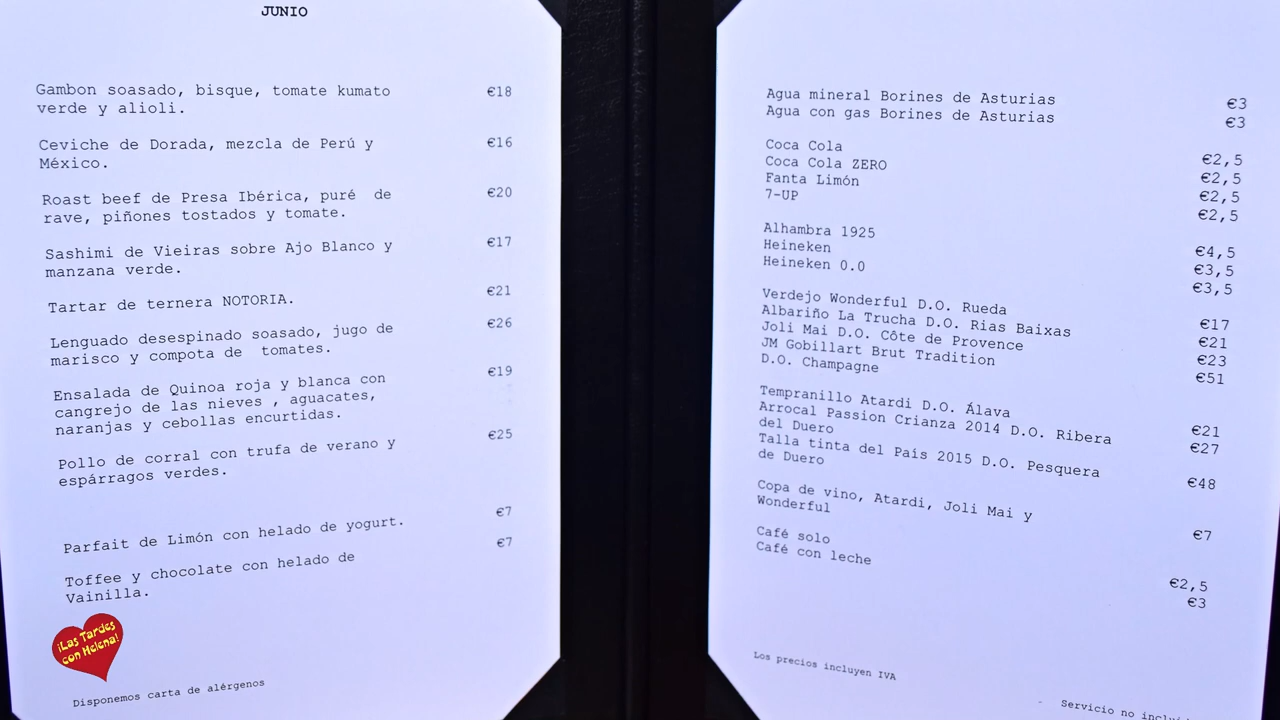 JUNIO
Gambon soasado, bisque, tomate kumato €18
verde y alioli.
Ceviche de Dorada, mezcla de Perú y €16
México.
Roast beef de Presa Ibérica, puré de €20
rave, piñones tostados y tomate.
Sashimi de Vieiras sobre Ajo Blanco y €17
manzana verde.
Tartar de ternera NOTORIA. €21
Lenguado desespinado soasado, jugo de €26
marisco y compota de tomates.
Ensalada de Quinoa roja y blanca con €19
cangrejo de las nieves , aguacates,
naranjas y cebollas encurtidas.
Pollo de corral con trufa de verano y €25
espárragos verdes.
Parfait de Limón con helado de yogurt. €7
Toffee y chocolate con helado de €7
Vainilla.
¡Las Tardes
con Helena!
Disponemos carta de alérgenos
Agua mineral Borines de Asturias €3
Agua con gas Borines de Asturias €3
Coca Cola €2,5
Coca Cola ZERO €2,5
Fanta Limón €2,5
7-UP €2,5
Alhambra 1925 €4,5
Heineken €3,5
Heineken 0.0 €3,5
Verdejo Wonderful D.O. Rueda €17
Albariño La Trucha D.O. Rias Baixas €21
Joli Mai D.O. Côte de Provence €23
JM Gobillart Brut Tradition €51
D.O. Champagne
Tempranillo Atardi D.O. Álava €21
Arrocal Passion Crianza 2014 D.O. Ribera €27
del Duero
Talla tinta del Pais 2015 D.O. Pesquera €48
de Duero
Copa de vino, Atardi, Joli Mai y €7
Wonderful
Café solo €2,5
Café con leche €3
Los precios incluyen IVA
Servicio no